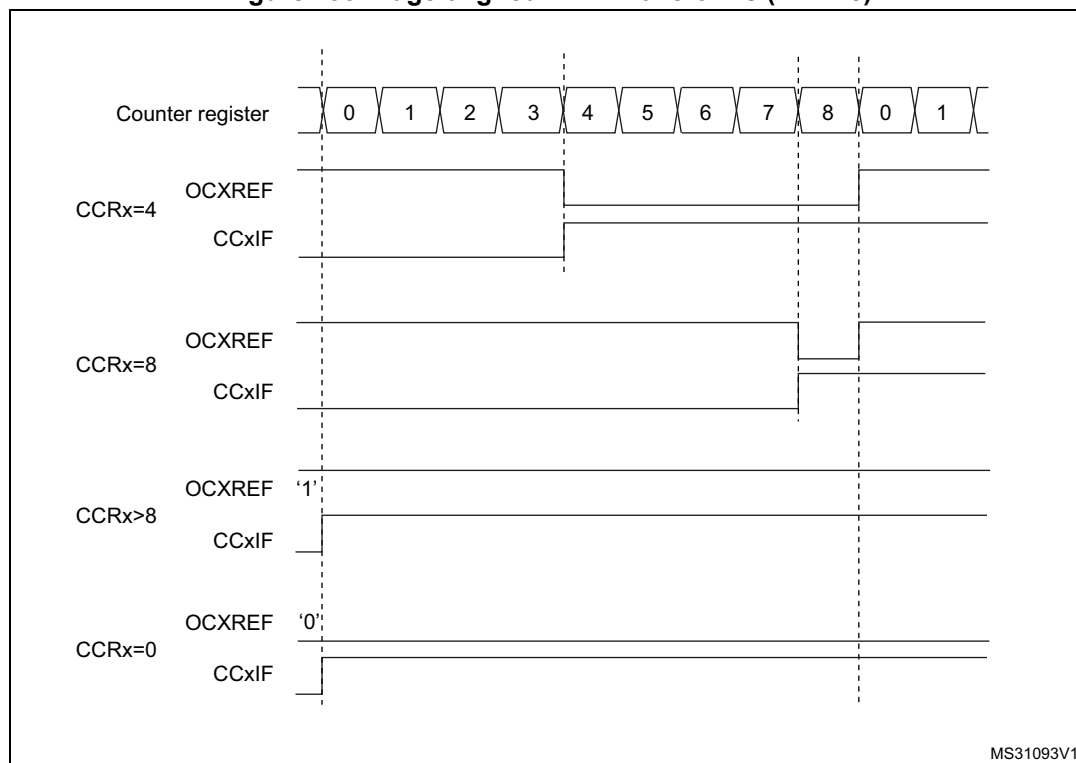 Counter register 0 1 2 3 4 5 6 7 8 0 1
OCXREF
CCRx=4
CCxIF
OCXREF
CCRx=8
CCxIF
OCXREF ‘1’
CCRx>8
CCxIF
OCXREF ‘0’
CCRx=0
CCxIF
MS31093V1